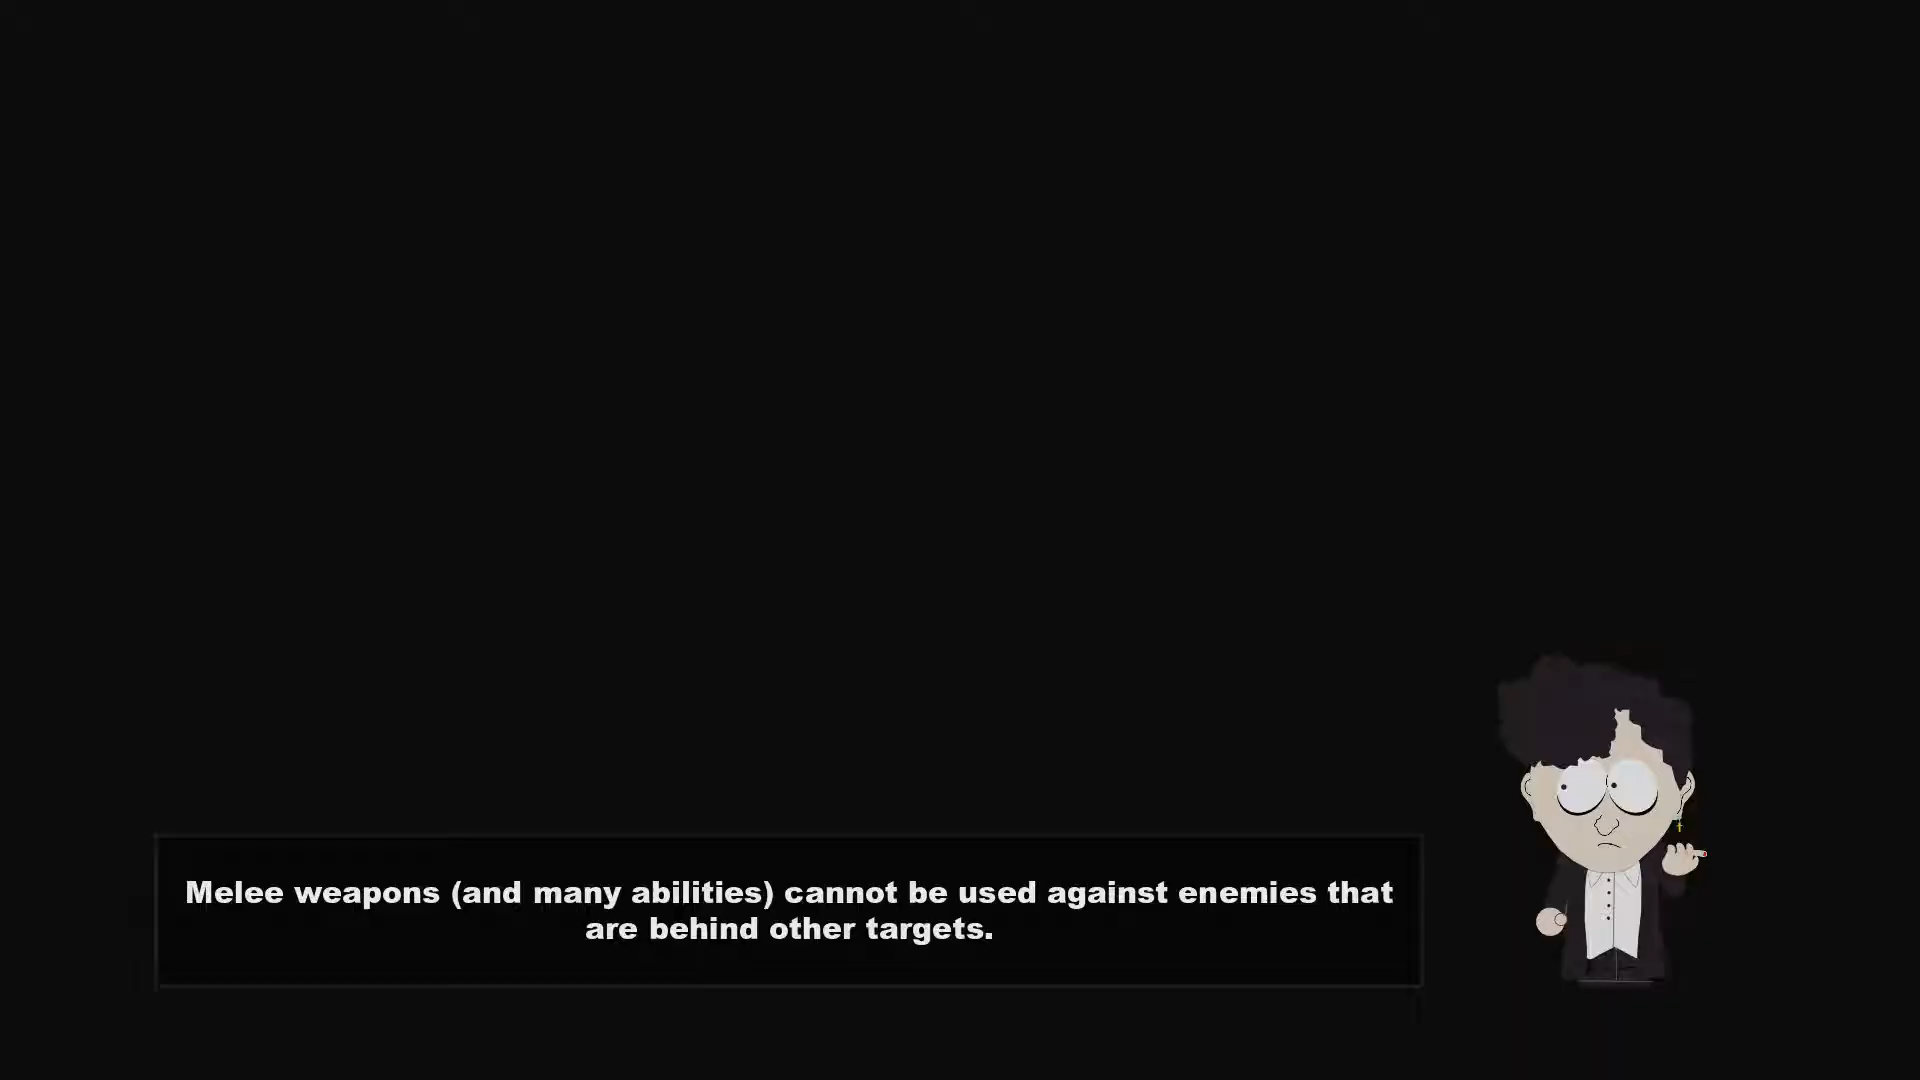 Melee weapons (and many abilities) cannot be used against enemies that
are behind other targets.